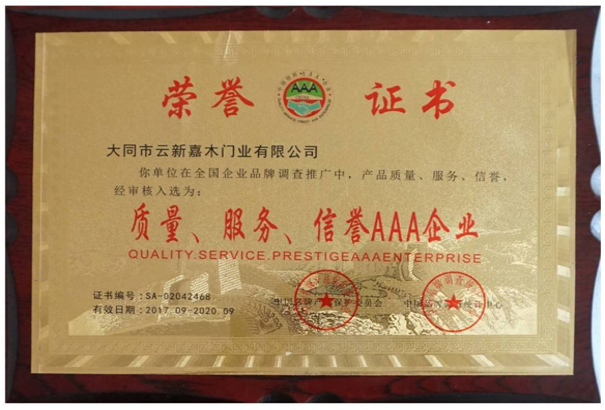 荣誉 AAA 证书
大同市云新嘉木门业有限公司
你单位在全国企业品牌调查推广中，产品质量、服务、信誉，
经审核入选为：
质量、服务、信誉AAA企业
QUALITY.SERVICE.PRESTIGEAAAENTERPRISE
证书编号：SA-02042468
有效日期：2017.09-2020.09